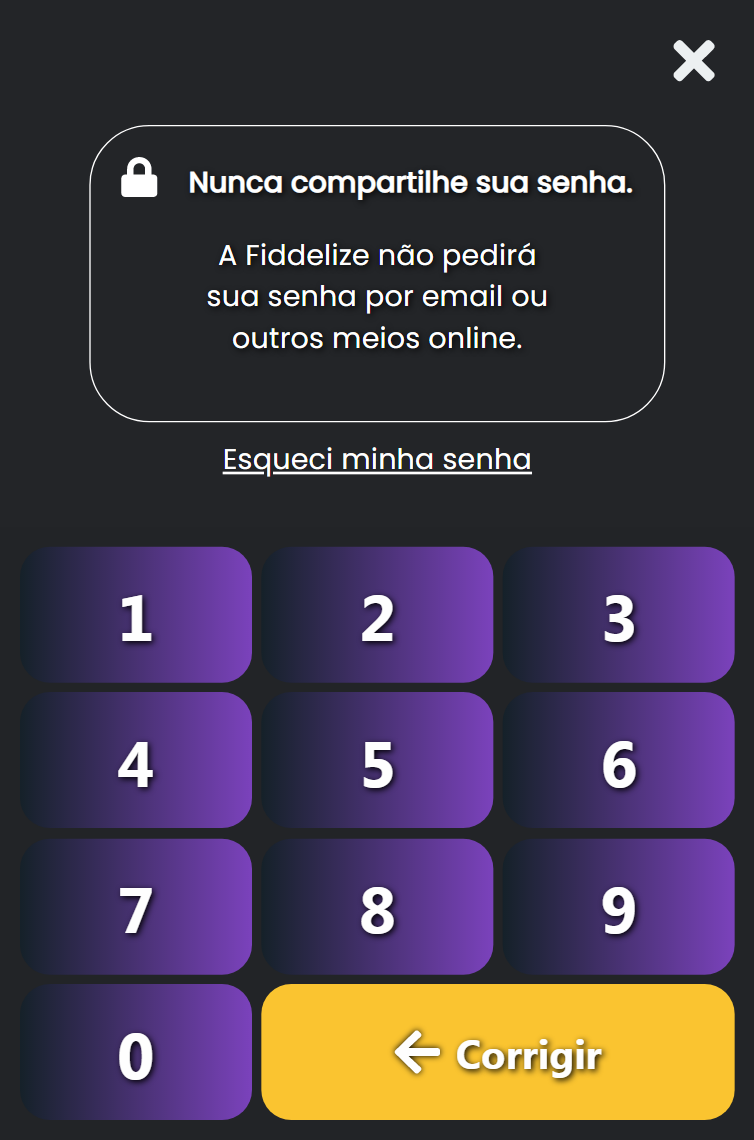 Nunca compartilhe sua senha.
A Fiddelize não pedirá
sua senha por email ou
outros meios online.
Esqueci minha senha
1 2 3
4 5 6
7 8 9
0 Corrigir